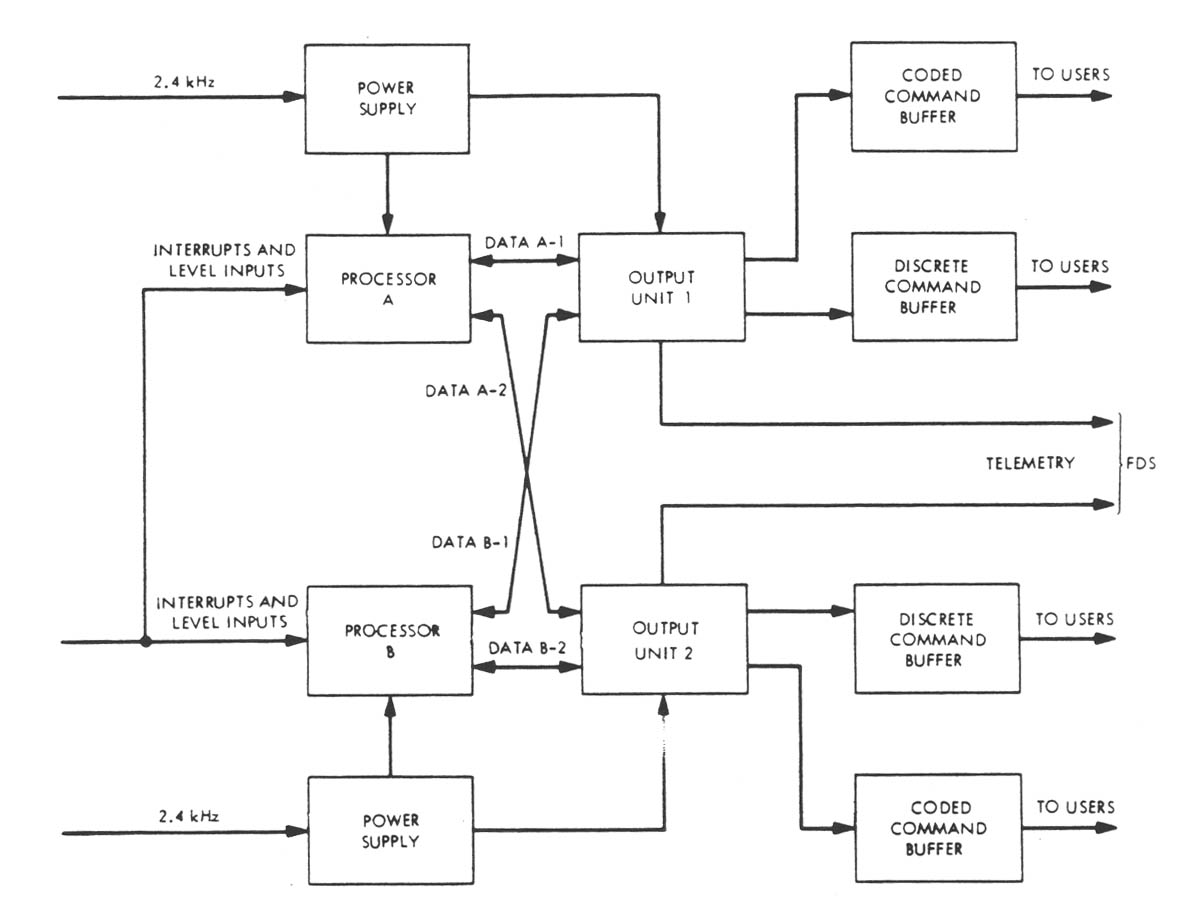 2.4 kHz
POWER
SUPPLY
CODED
COMMAND
BUFFER
TO USERS
INTERRUPTS AND
LEVEL INPUTS
PROCESSOR
A
DATA A-1
OUTPUT
UNIT 1
DISCRETE
COMMAND
BUFFER
TO USERS
DATA A-2
TELEMETRY
FDS
DATA B-1
INTERRUPTS AND
LEVEL INPUTS
PROCESSOR
B
DATA B-2
OUTPUT
UNIT 2
DISCRETE
COMMAND
BUFFER
TO USERS
2.4 kHz
POWER
SUPPLY
CODED
COMMAND
BUFFER
TO USERS